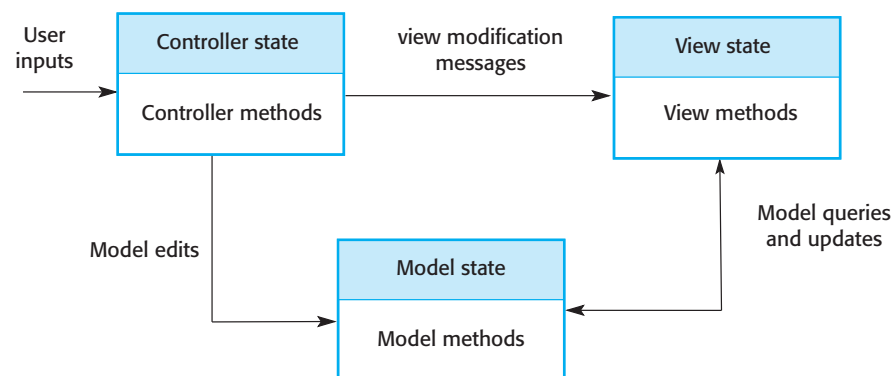 User
inputs
Controller state
Controller methods
view modification
messages
View state
View methods
Model edits
Model state
Model methods
Model queries
and updates